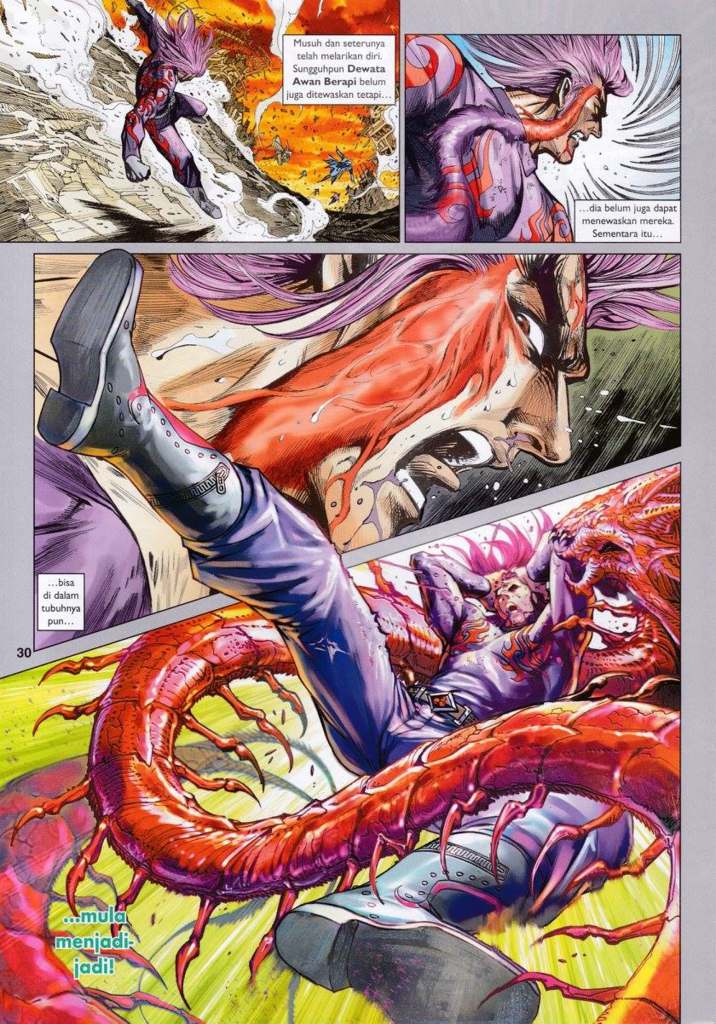 Musuh dan seterunya
telah melarikan diri.
Sungguhpun Dewata
Awan Berapi belum
juga ditewaskan tetapi...
...dia belum juga dapat
menewaskan mereka.
Sementara itu...
...bisa
di dalam
tubuhnya
pun...
30
...mula
menjadi-
jadi!